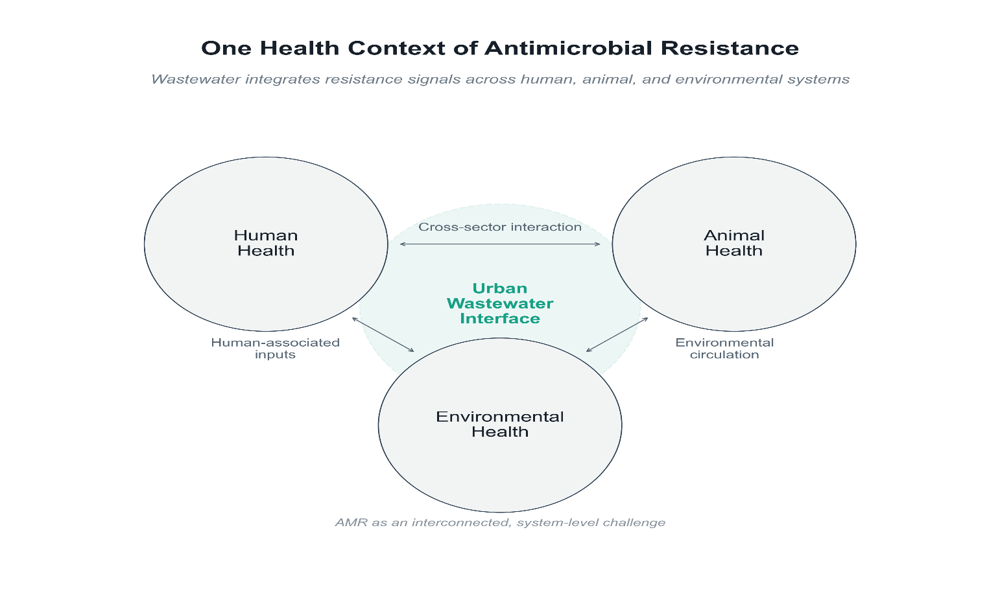 One Health Context of Antimicrobial Resistance
Wastewater integrates resistance signals across human, animal, and environmental systems
Cross-sector interaction
Human
Health
Animal
Health
Urban
Wastewater
Interface
Human-associated
inputs
Environmental
circulation
Environmental
Health
AMR as an interconnected, system-level challenge